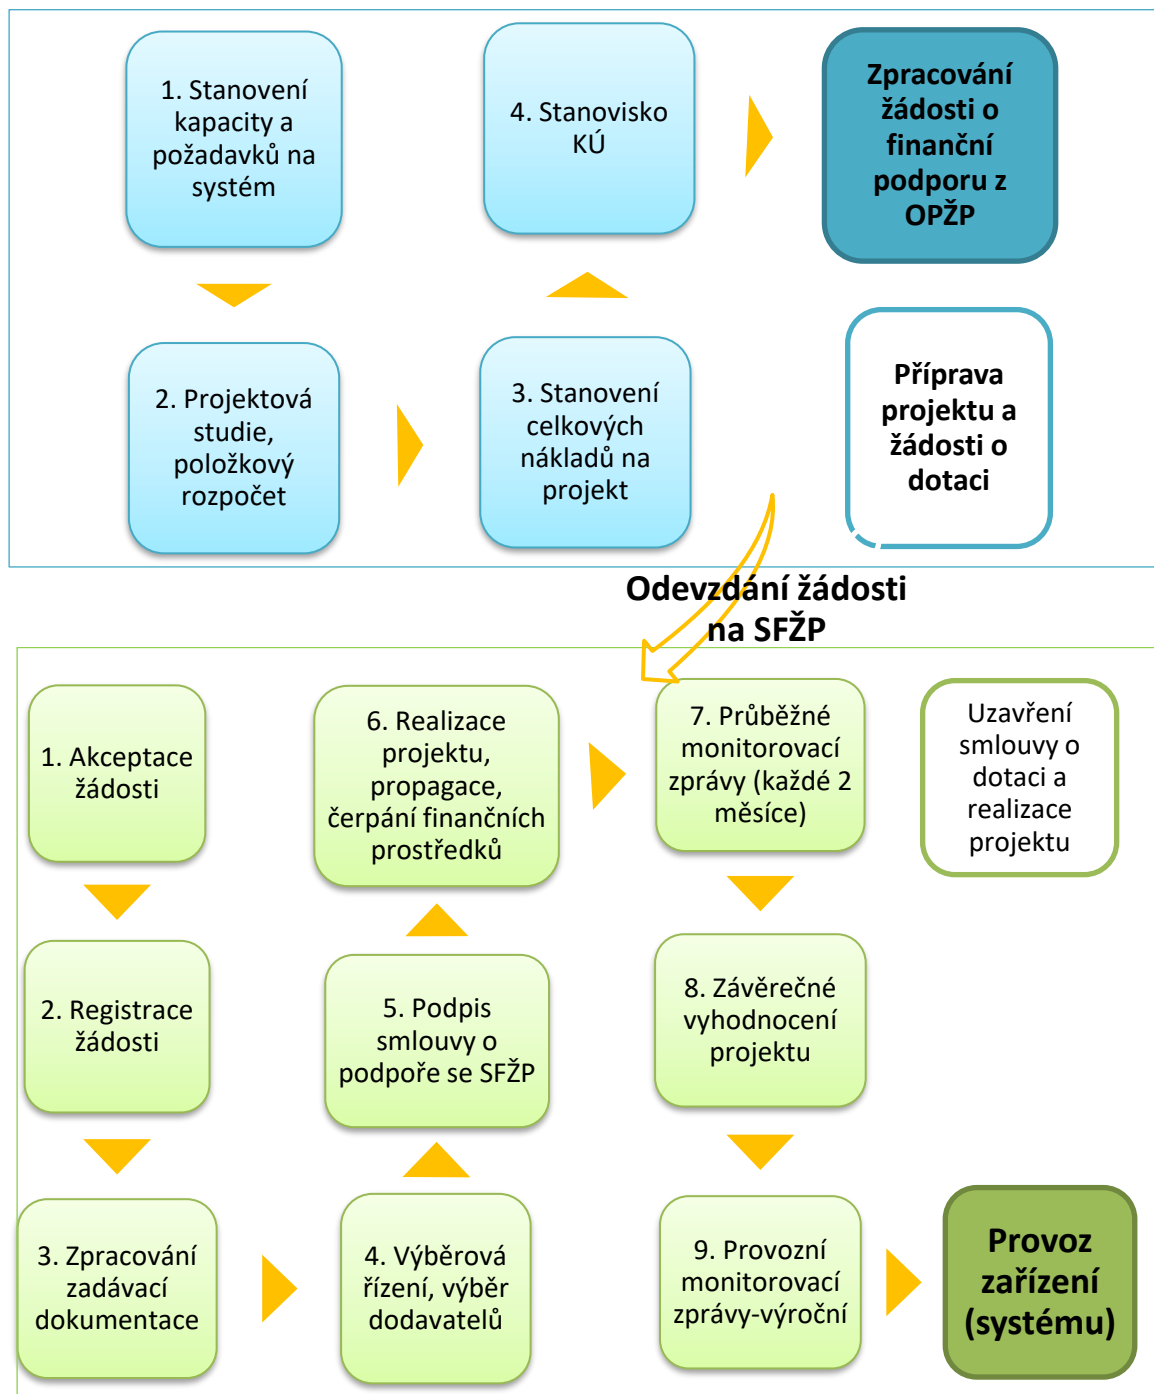 1. Stanovení
kapacity a
požadavků na
systém
4. Stanovisko
KÚ
Zpracování
žádosti o
finanční
podporu z
OPŽP
2. Projektová
studie,
položkový
rozpočet
3. Stanovení
celkových
nákladů na
projekt
Příprava
projektu a
žádosti o
dotaci
Odevzdání žádosti
na SFŽP
1. Akceptace
žádosti
6. Realizace
projektu,
propagace,
čerpání finančních
prostředků
7. Průběžné
monitorovací
zprávy (každé 2
měsíce)
Uzavření
smlouvy o
dotaci a
realizace
projektu
2. Registrace
žádosti
5. Podpis
smlouvy o
podpoře se SFŽP
8. Závěrečné
vyhodnocení
projektu
3. Zpracování
zadávací
dokumentace
4. Výběrová
řízení, výběr
dodavatelů
9. Provozní
monitorovací
zprávy-výroční
Provoz
zařízení
(systému)